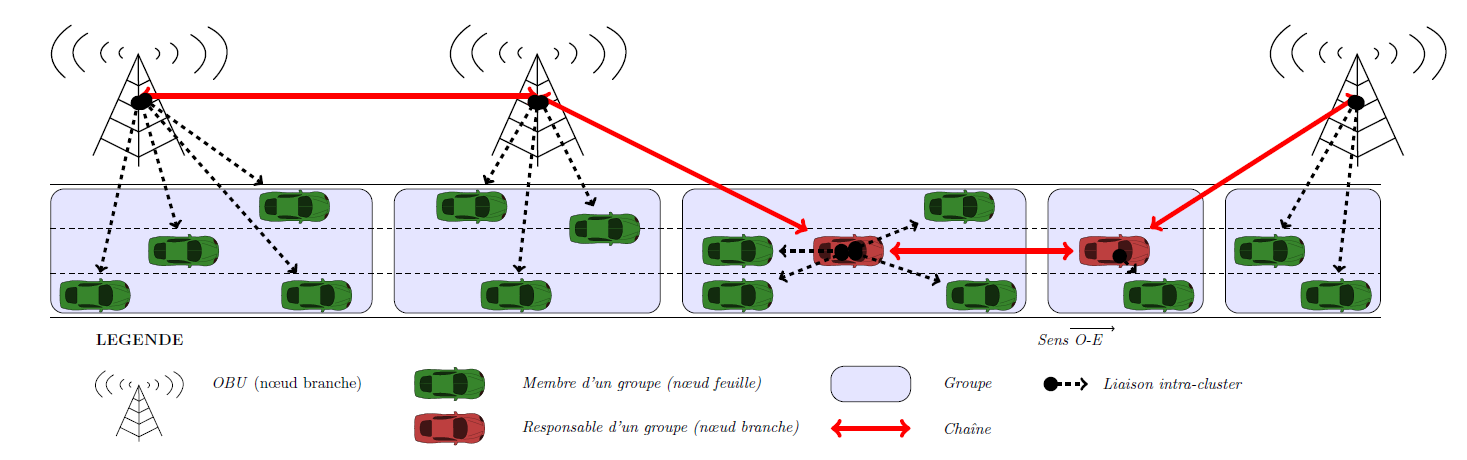 LEGENDE
Sens O-E
OBU (nœud branche)
Membre d'un groupe (nœud feuille)
Groupe
Liaison intra-cluster
Responsable d'un groupe (nœud branche)
Chaîne